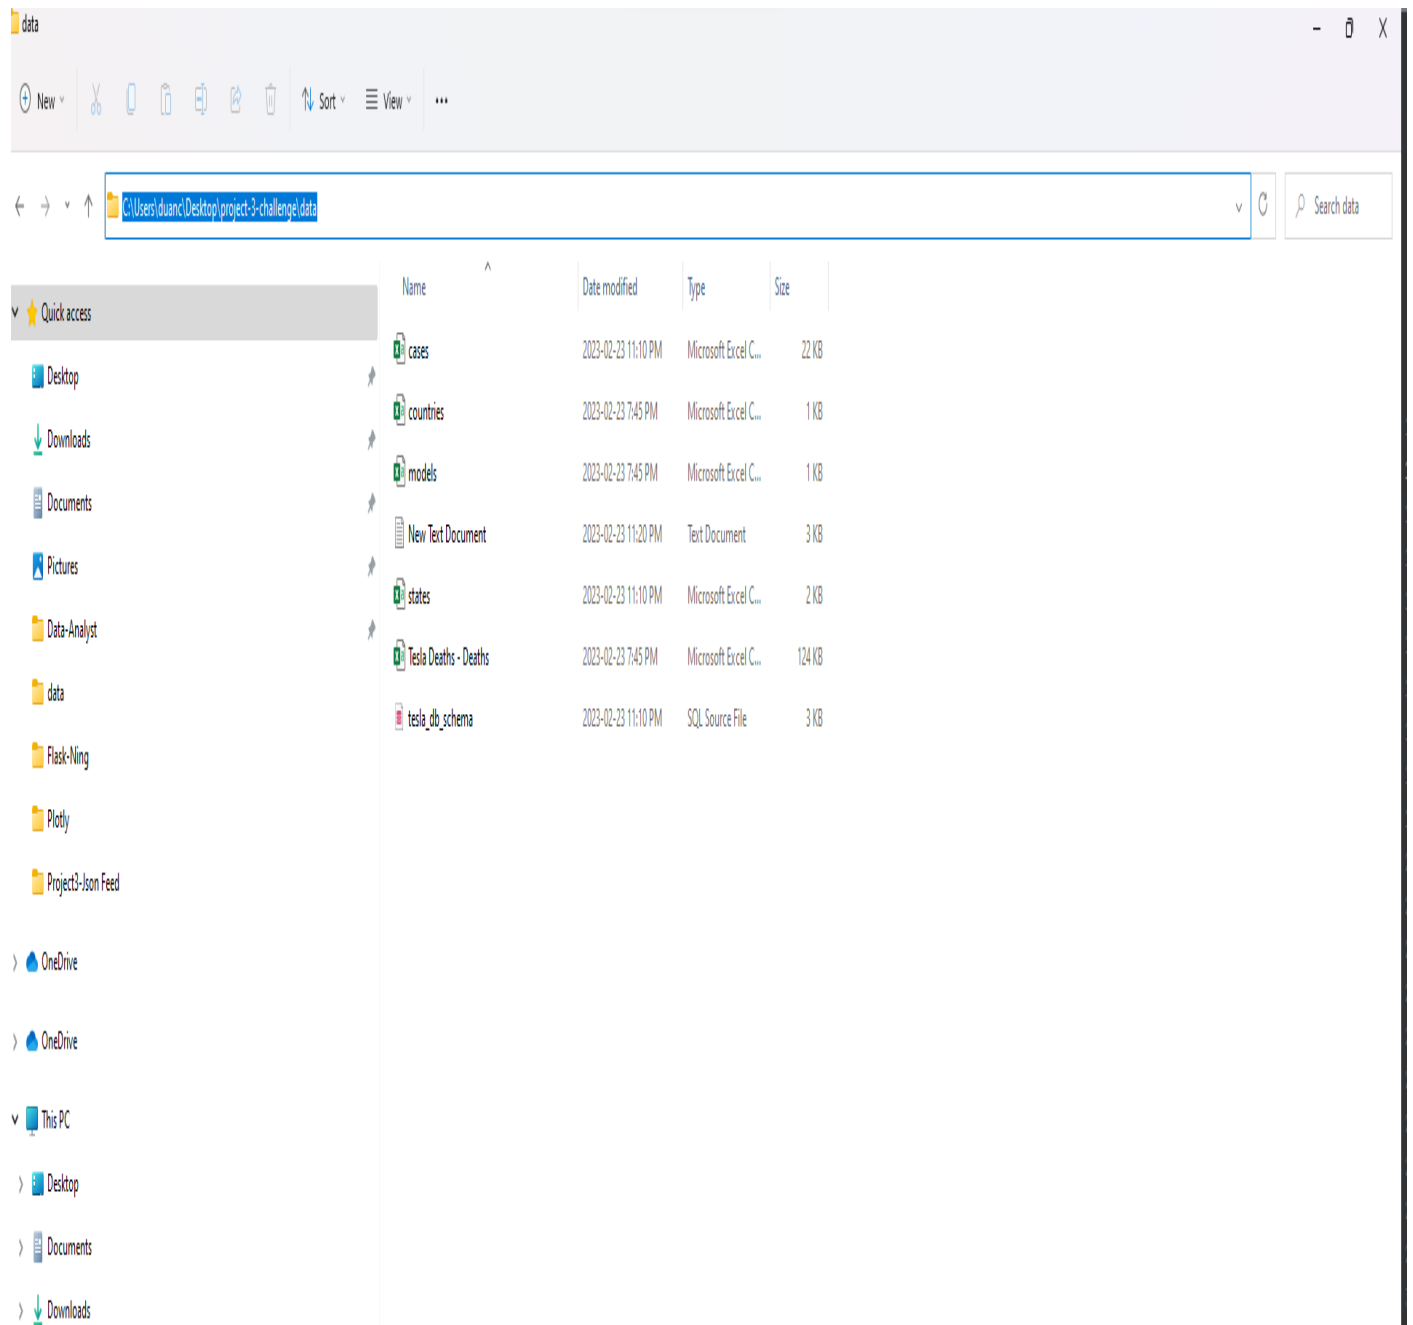 data
New Sort View
C:\Users\duanc\Desktop\project-3-challenge\data
Search data
Name Date modified Type Size
Quick access
cases 2023-02-23 11:10 PM Microsoft Excel C... 22 KB
Desktop
countries 2023-02-23 7:45 PM Microsoft Excel C... 1 KB
Downloads
models 2023-02-23 7:45 PM Microsoft Excel C... 1 KB
Documents
New Text Document 2023-02-23 11:20 PM Text Document 3 KB
Pictures
states 2023-02-23 11:10 PM Microsoft Excel C... 2 KB
Data-Analyst
Tesla Deaths - Deaths 2023-02-23 7:45 PM Microsoft Excel C... 124 KB
data
tesla_db_schema 2023-02-23 11:10 PM SQL Source File 3 KB
Flask-Ning
Plotly
Project3-Json Feed
OneDrive
OneDrive
This PC
Desktop
Documents
Downloads